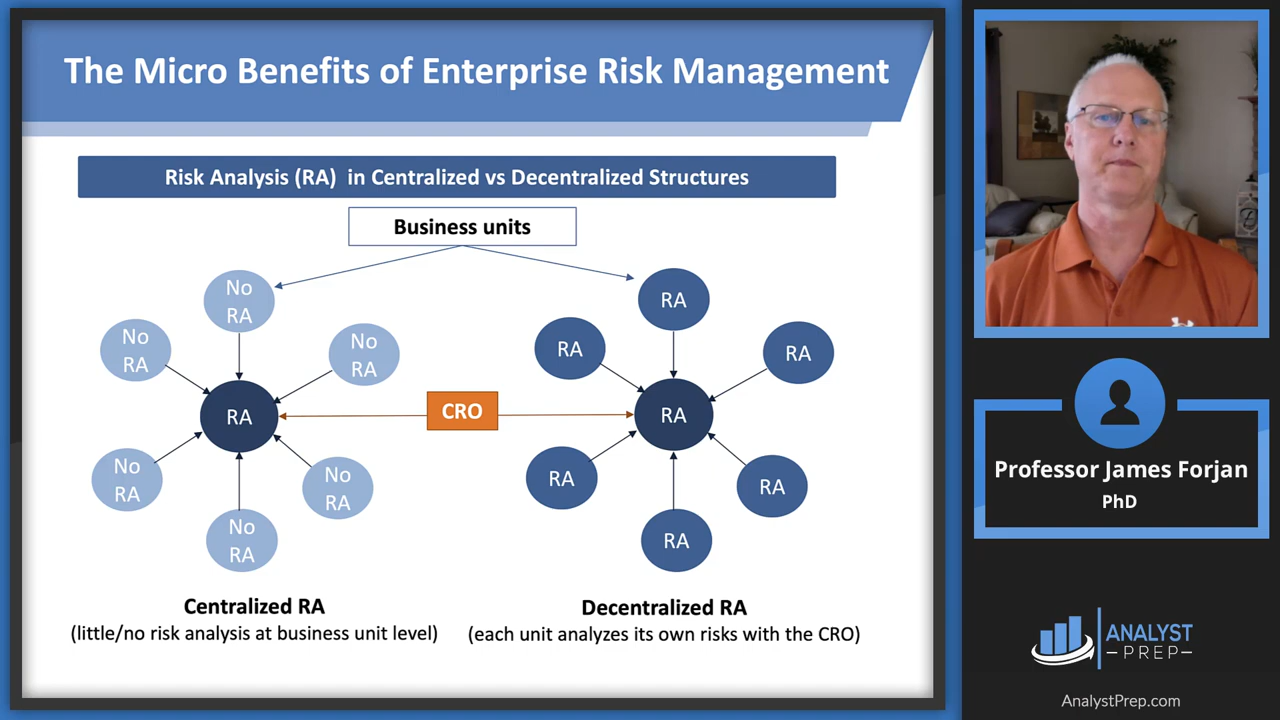 The Micro Benefits of Enterprise Risk Management
Risk Analysis (RA) in Centralized vs Decentralized Structures
Business units
No
RA
No
RA
No
RA
RA
No
RA
No
RA
No
RA
CRO
RA
RA
RA
RA
RA
RA
RA
Centralized RA
(little/no risk analysis at business unit level)
Decentralized RA
(each unit analyzes its own risks with the CRO)
Professor James Forjan
PhD
ANALYST
PREP
AnalystPrep.com